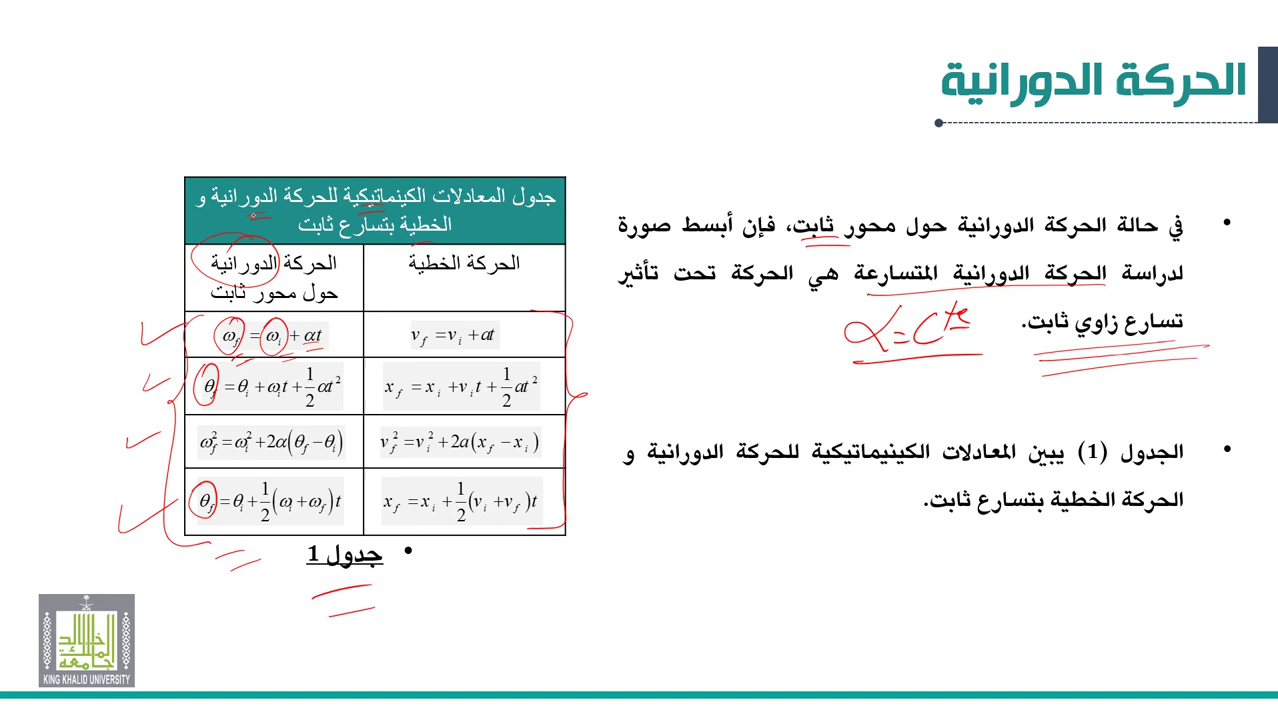 الحركة الدورانية
في حالة الحركة الدورانية حول محور ثابت، فإن أبسط صورة
لدراسة الحركة الدورانية المتسارعة هي الحركة تحت تأثير
تسارع زاوي ثابت.
α = Cte
الجدول (1) يبين المعادلات الكينيماتيكية للحركة الدورانية و
الحركة الخطية بتسارع ثابت.
جدول المعادلات الكينماتيكية للحركة الدورانية و
الخطية بتسارع ثابت
الحركة الخطية
الحركة الدورانية
حول محور ثابت
v_f = v_i + at
ω_f = ω_i + αt
x_f = x_i + v_i t + 1/2 at²
θ_f = θ_i + ω_i t + 1/2 αt²
v_f² = v_i² + 2a(x_f − x_i)
ω_f² = ω_i² + 2α(θ_f − θ_i)
x_f = x_i + 1/2 (v_i + v_f)t
θ_f = θ_i + 1/2 (ω_i + ω_f)t
جدول 1
جامعة الملك خالد
KING KHALID UNIVERSITY